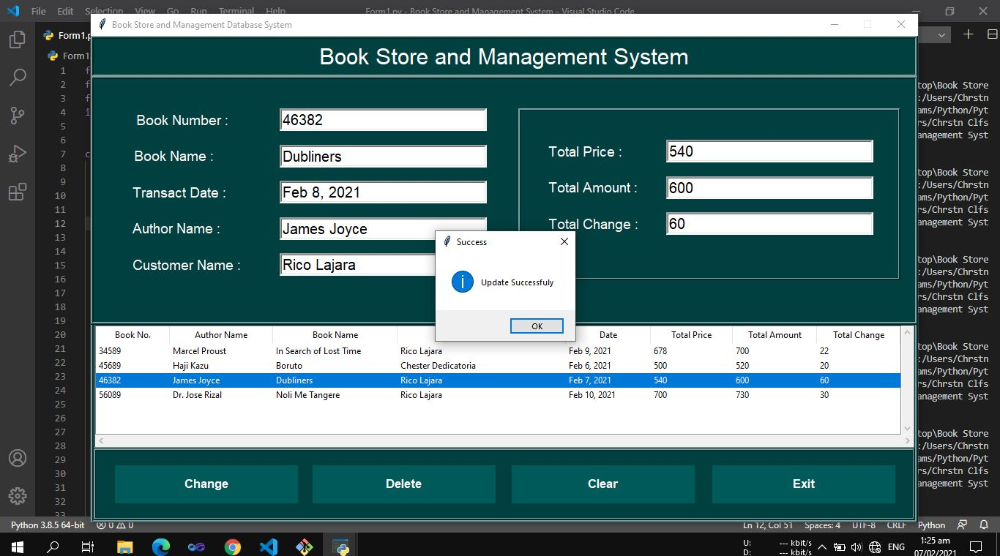 File Edit Selection View Go Run Terminal Help Form1.py - Book Store and Management System - Visual Studio Code
Book Store and Management Database System
Form1.p
Form1.
Book Store and Management System
Book Number : 46382
Book Name : Dubliners
Transact Date : Feb 8, 2021
Author Name : James Joyce
Customer Name : Rico Lajara
Total Price : 540
Total Amount : 600
Total Change : 60
Success
Update Successfuly
OK
Book No. Author Name Book Name Date Total Price Total Amount Total Change
34589 Marcel Proust In Search of Lost Time Rico Lajara Feb 9, 2021 678 700 22
45689 Haji Kazu Boruto Chester Dedicatoria Feb 6, 2021 500 520 20
46382 James Joyce Dubliners Rico Lajara Feb 7, 2021 540 600 60
56089 Dr. Jose Rizal Noli Me Tangere Rico Lajara Feb 10, 2021 700 730 30
Change Delete Clear Exit
1 f
2 f
3 f
4 i
5
6
7 c
8
9
10
11
12
13
14
15
16
17
18
19
20
21
22
23
24
25
26
27
28
29
30
31
32
33
top\Book Store
:/Users/Chrstn
ams/Python/Pyt
rs/Chrstn Clfs
anagement Syst
top\Book Store
:/Users/Chrstn
ams/Python/Pyt
rs/Chrstn Clfs
anagement Syst
top\Book Store
:/Users/Chrstn
ams/Python/Pyt
rs/Chrstn Clfs
anagement Syst
top\Book Store
:/Users/Chrstn
ams/Python/Pyt
rs/Chrstn Clfs
anagement Syst
top\Book Store
:/Users/Chrstn
ams/Python/Pyt
rs/Chrstn Clfs
anagement Syst
Python 3.8.5 64-bit 0 0 Ln 12, Col 51 Spaces: 4 UTF-8 CRLF Python
U: --- kbit/s
D: --- kbit/s
ENG
1:25 am
07/02/2021